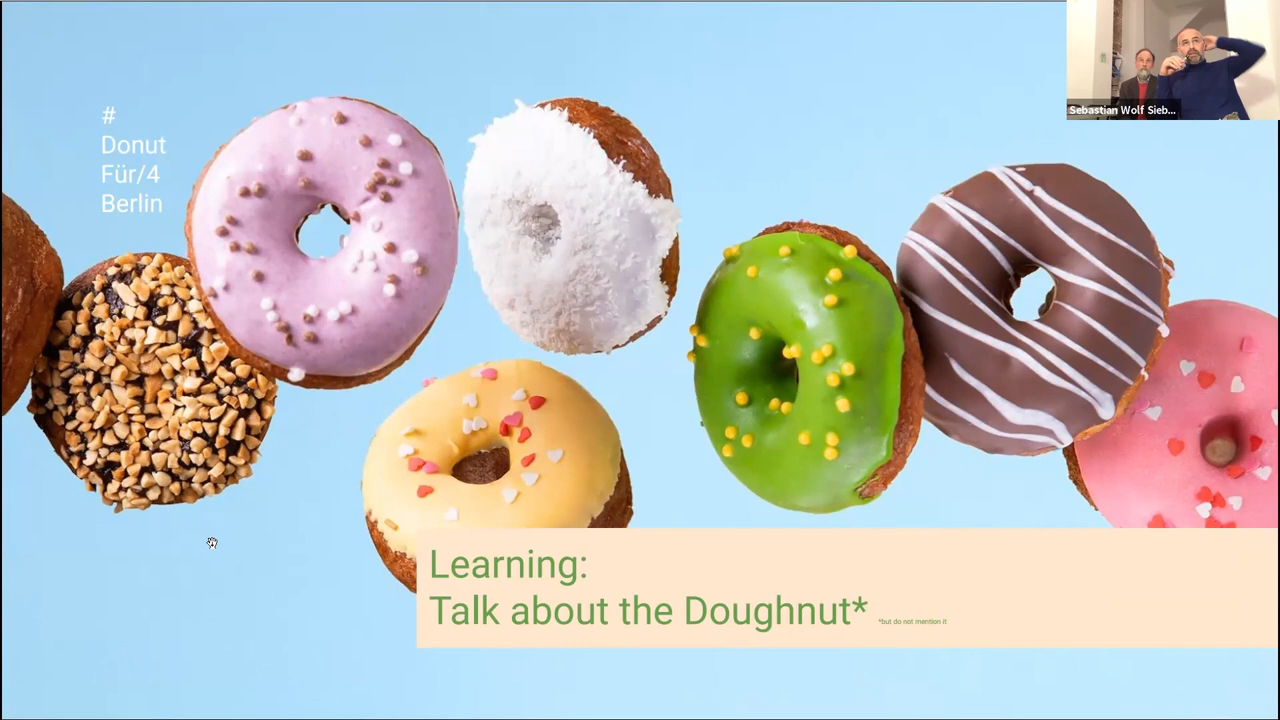 #
Donut
Für/4
Berlin
Sebastian Wolf Sieb...
Learning:
Talk about the Doughnut* *but do not mention it